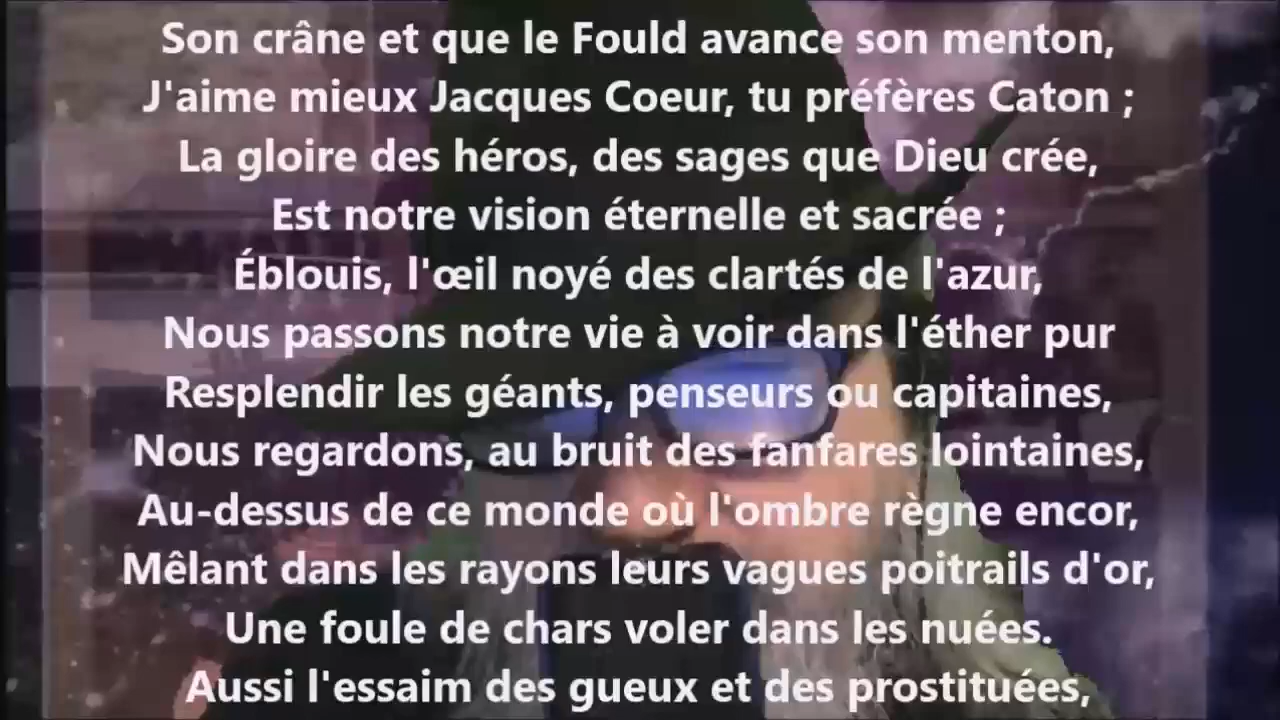 Son crâne et que le Fould avance son menton,
J'aime mieux Jacques Coeur, tu préfères Caton ;
La gloire des héros, des sages que Dieu crée,
Est notre vision éternelle et sacrée ;
Éblouis, l'œil noyé des clartés de l'azur,
Nous passons notre vie à voir dans l'éther pur
Resplendir les géants, penseurs ou capitaines,
Nous regardons, au bruit des fanfares lointaines,
Au-dessus de ce monde où l'ombre règne encor,
Mêlant dans les rayons leurs vagues poitrails d'or,
Une foule de chars voler dans les nuées.
Aussi l'essaim des gueux et des prostituées,